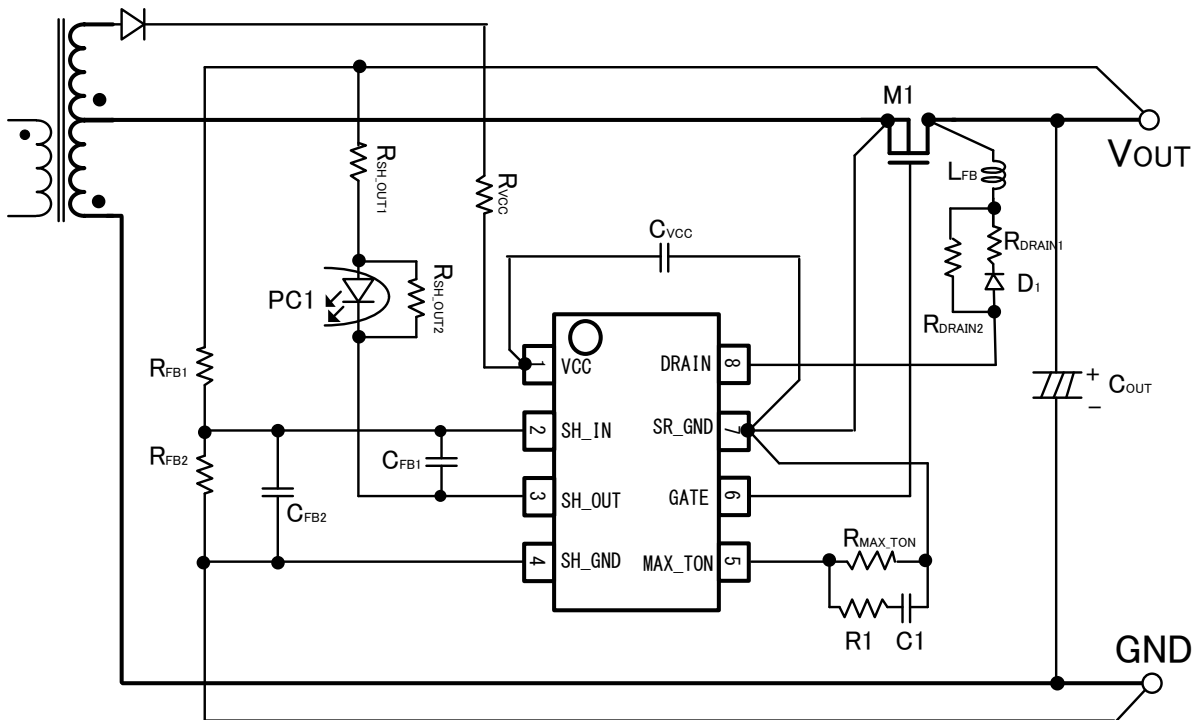 M1
VOUT
RSH_OUT1
RVCC
LFB
CVCC
RDRAIN1
D1
RDRAIN2
PC1
RSH_OUT2
RFB1
1
VCC
DRAIN
8
COUT
+
−
2
SH_IN
SR_GND
7
RFB2
CFB1
3
SH_OUT
GATE
6
CFB2
RMAX_TON
4
SH_GND
MAX_TON
5
R1
C1
GND